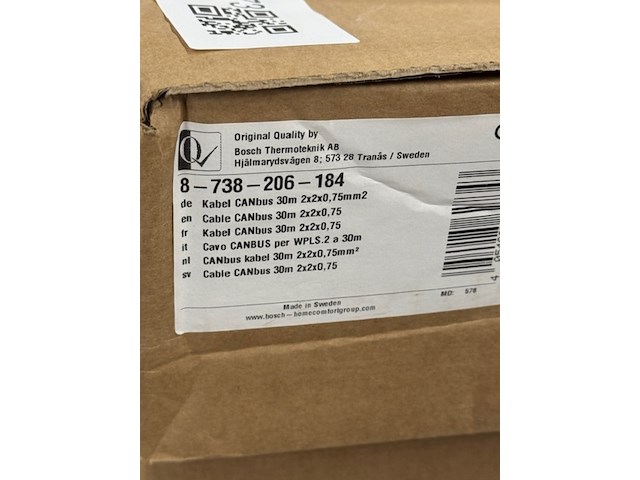 Original Quality by
Bosch Thermoteknik AB
Hjälmarydsvägen 8; 573 28 Tranås / Sweden
8-738-206-184
de Kabel CANbus 30m 2x2x0,75mm2
en Cable CANbus 30m 2x2x0,75
fr Kabel CANbus 30m 2x2x0,75
it Cavo CANBUS per WPLS.2 a 30m
nl CANbus kabel 30m 2x2x0,75mm²
sv Cable CANbus 30m 2x2x0,75
MD: 578
Made in Sweden
www.bosch-homecomfortgroup.com